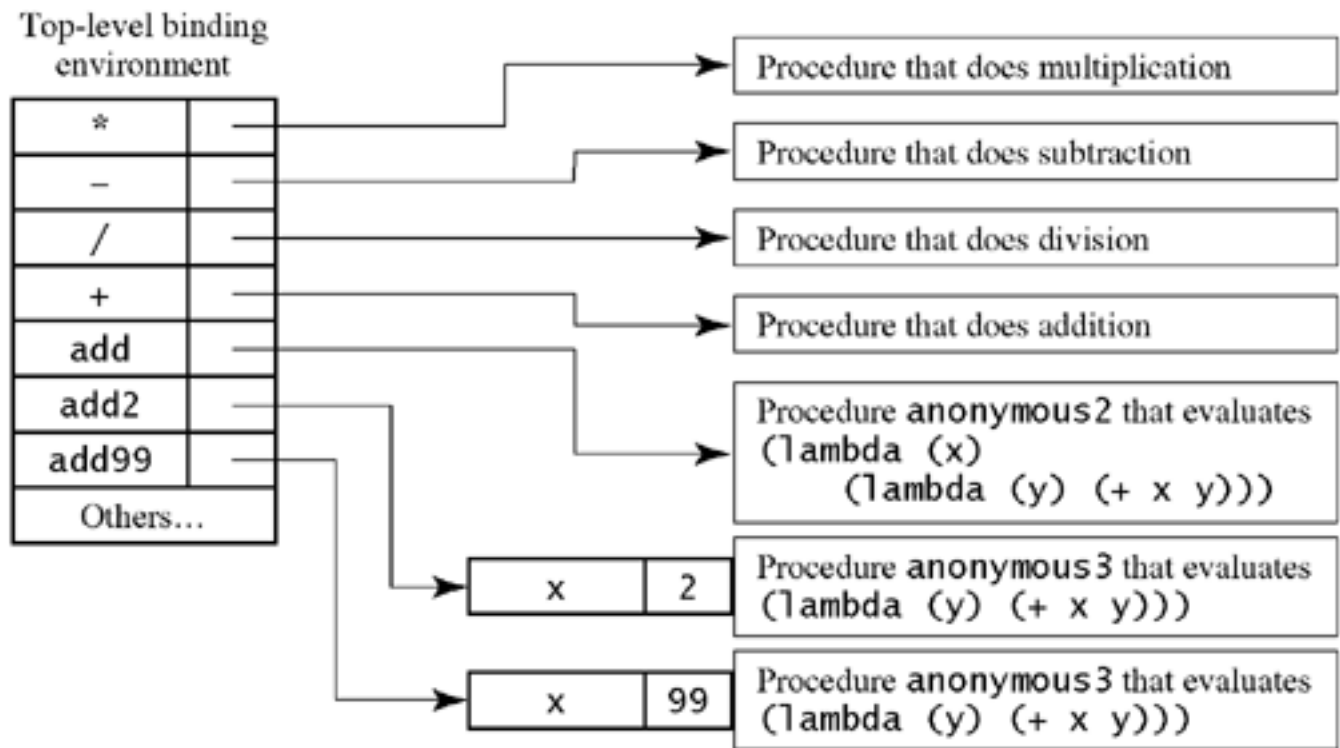 Top-level binding
environment
*
–
/
+
add
add2
add99
Others…
Procedure that does multiplication
Procedure that does subtraction
Procedure that does division
Procedure that does addition
Procedure anonymous2 that evaluates
(lambda (x)
(lambda (y) (+ x y)))
x 2
Procedure anonymous3 that evaluates
(lambda (y) (+ x y)))
x 99
Procedure anonymous3 that evaluates
(lambda (y) (+ x y)))